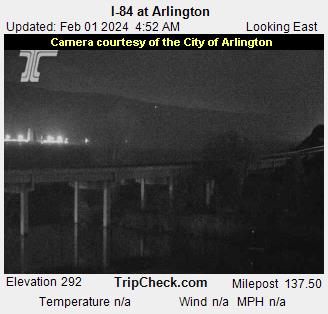 I-84 at Arlington
Updated: Feb 01 2024 4:52 AM Looking East
Camera courtesy of the City of Arlington
Elevation 292 TripCheck.com Milepost 137.50
Temperature n/a Wind n/a MPH n/a